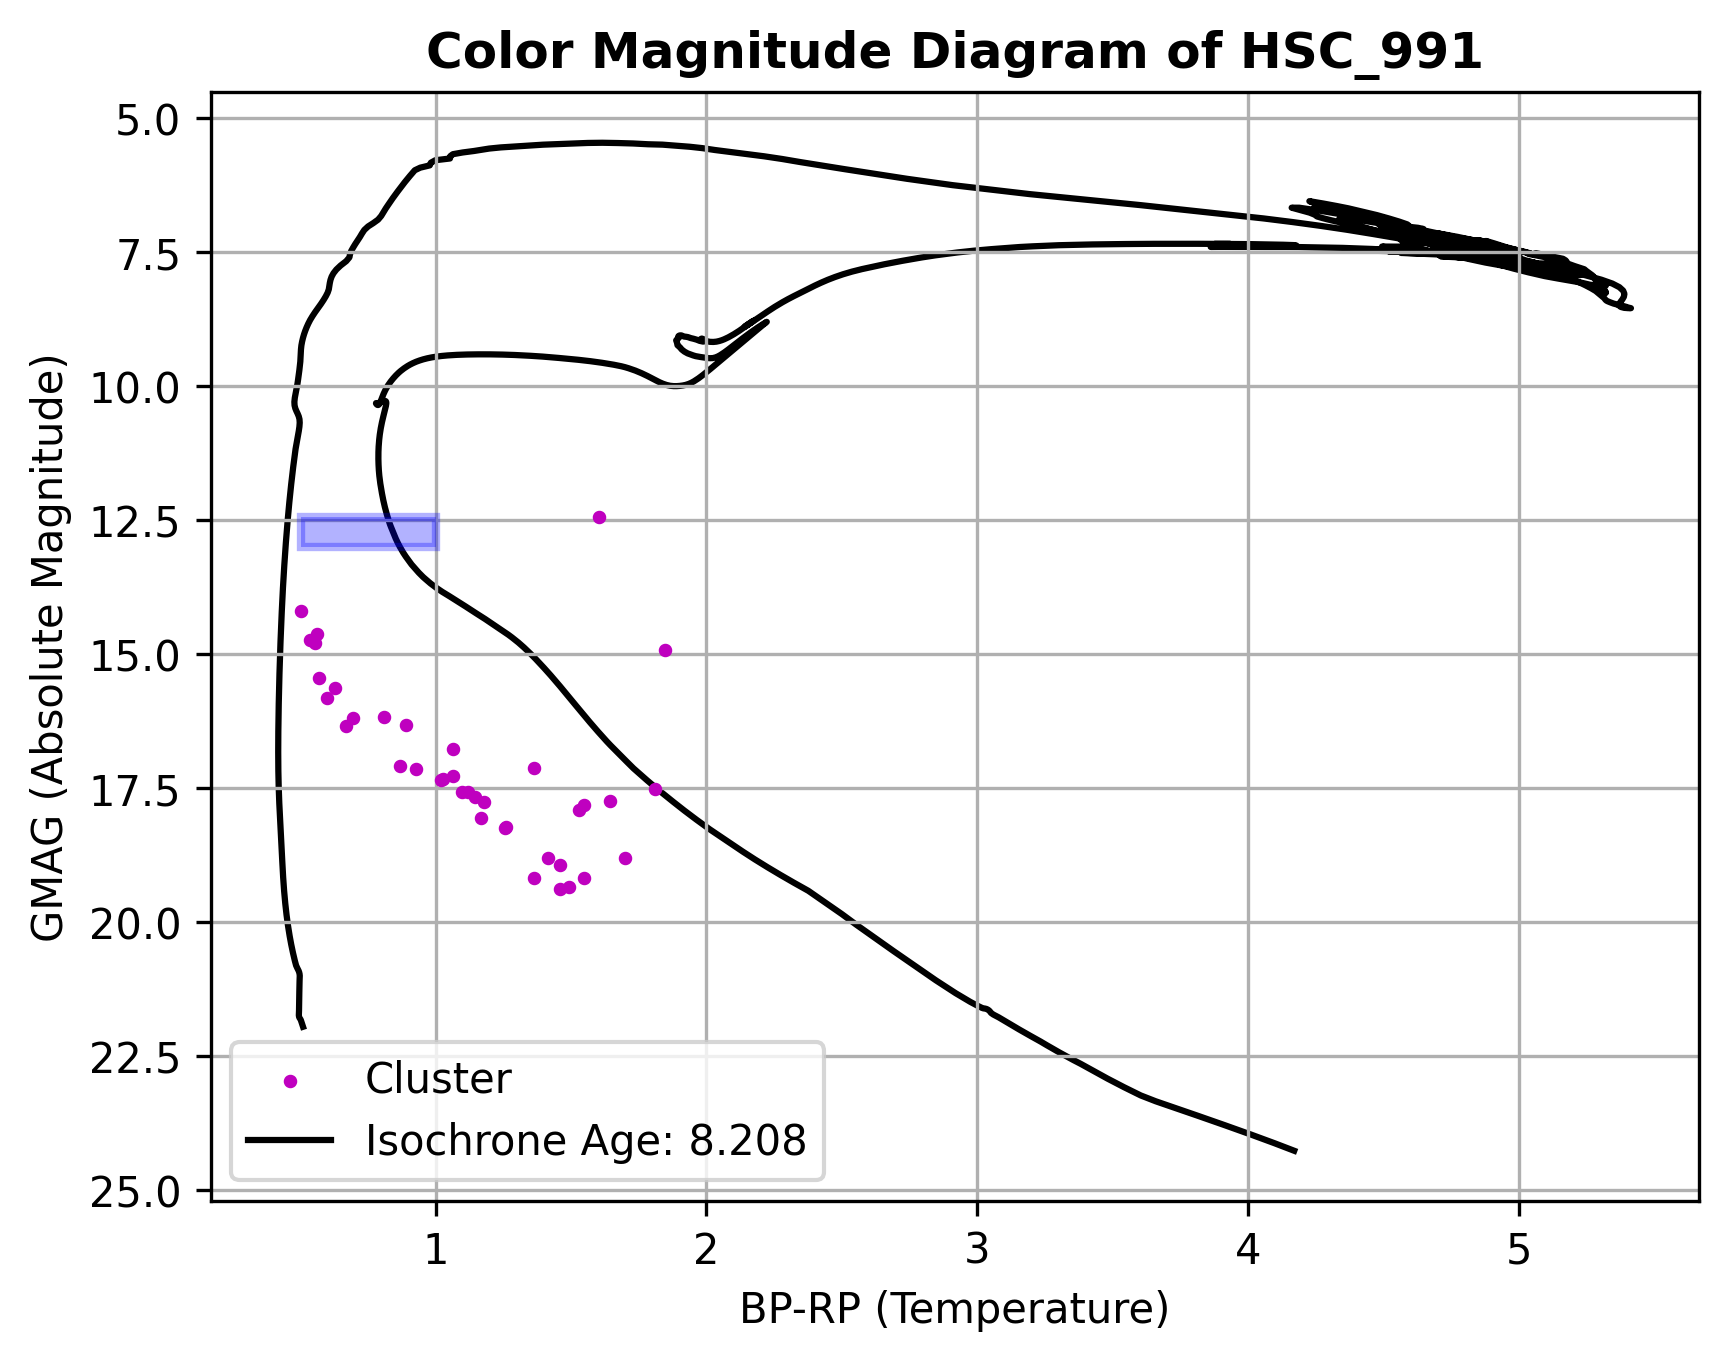 Color Magnitude Diagram of HSC_991
5.0
7.5
10.0
12.5
15.0
17.5
20.0
22.5
25.0
GMAG (Absolute Magnitude)
Cluster
Isochrone Age: 8.208
1
2
3
4
5
BP-RP (Temperature)